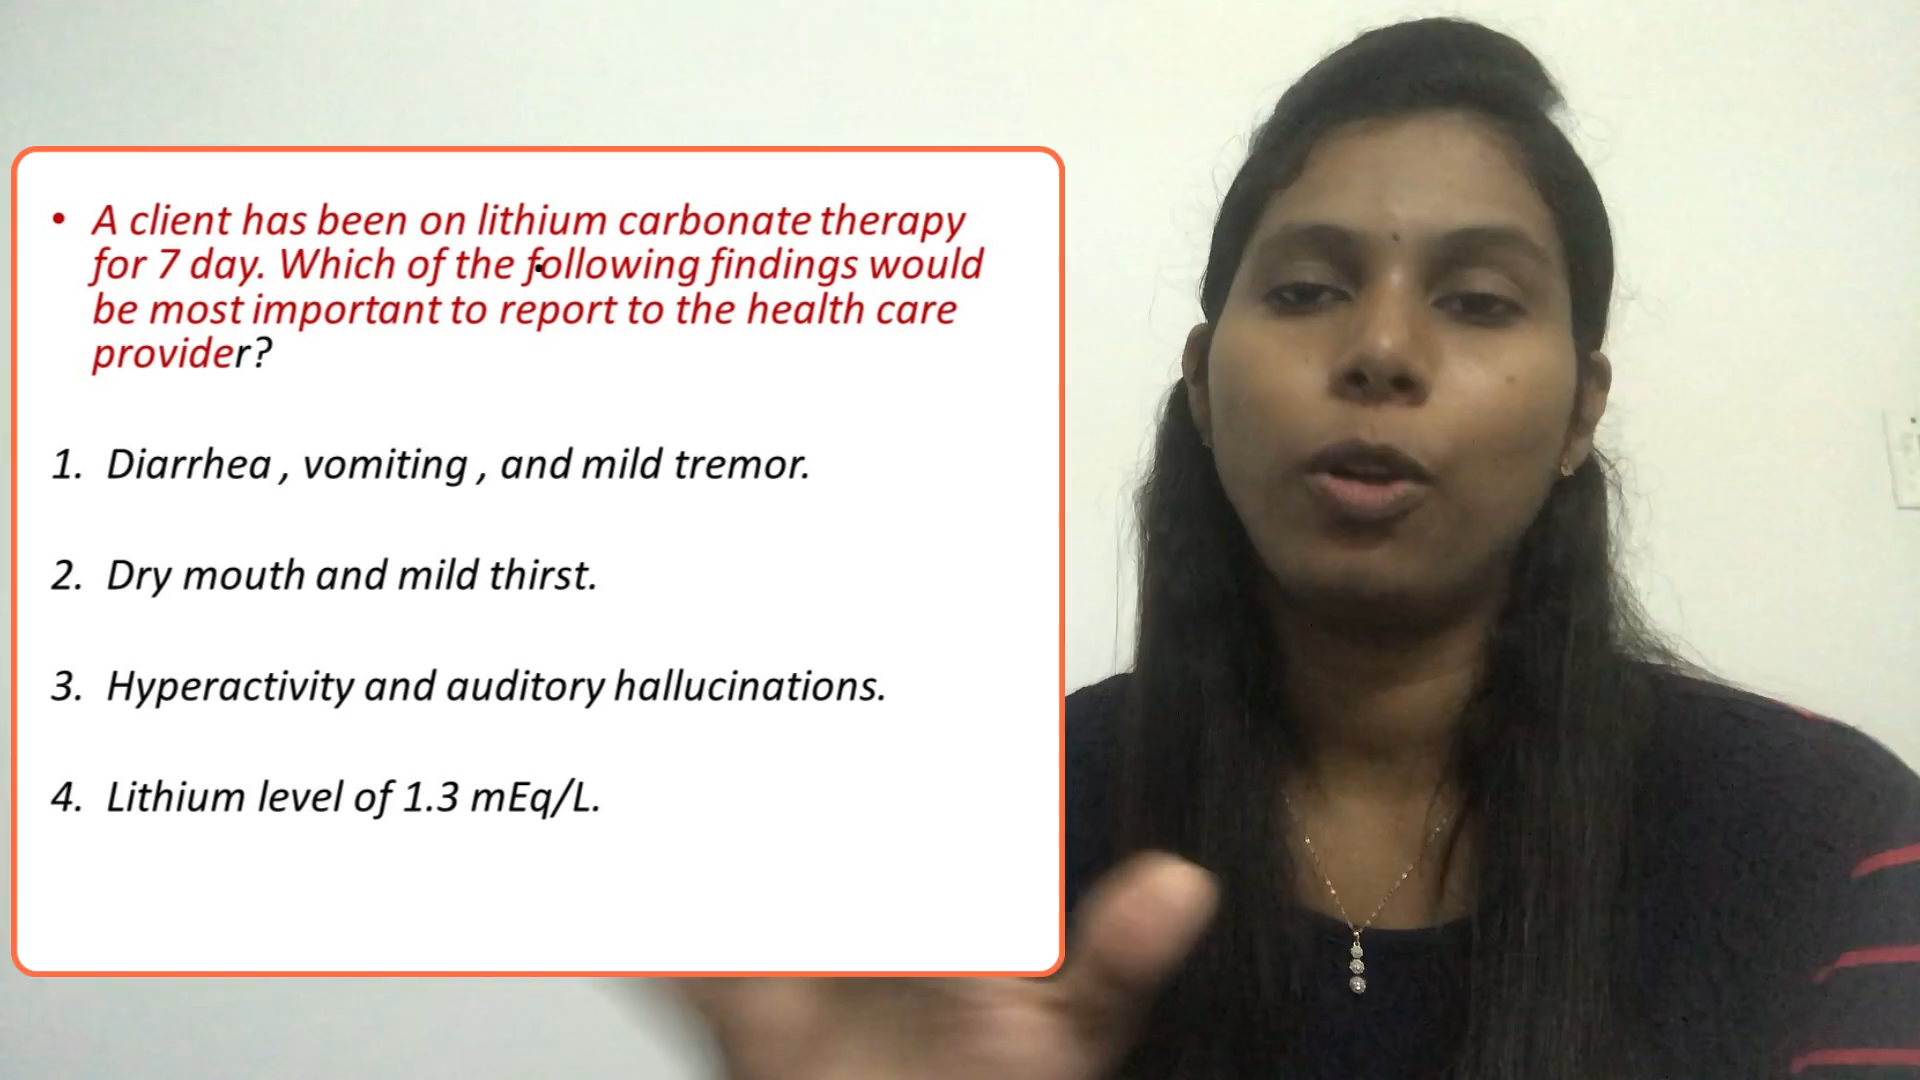 • A client has been on lithium carbonate therapy
for 7 day. Which of the following findings would
be most important to report to the health care
provider?
1. Diarrhea , vomiting , and mild tremor.
2. Dry mouth and mild thirst.
3. Hyperactivity and auditory hallucinations.
4. Lithium level of 1.3 mEq/L.